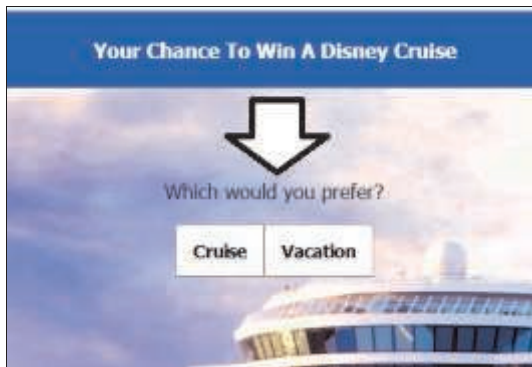 Your Chance To Win A Disney Cruise
Which would you prefer?
Cruise Vacation